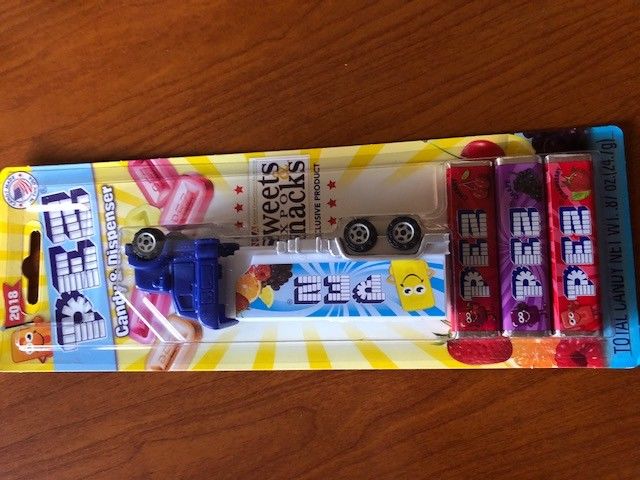 2018
PEZ
Candy & Dispenser
Sweets &
Snacks
EXPO
EXCLUSIVE PRODUCT
PEZ
PEZ
PEZ
PEZ
TOTAL CANDY NET WT. .87 OZ. (24.7g)